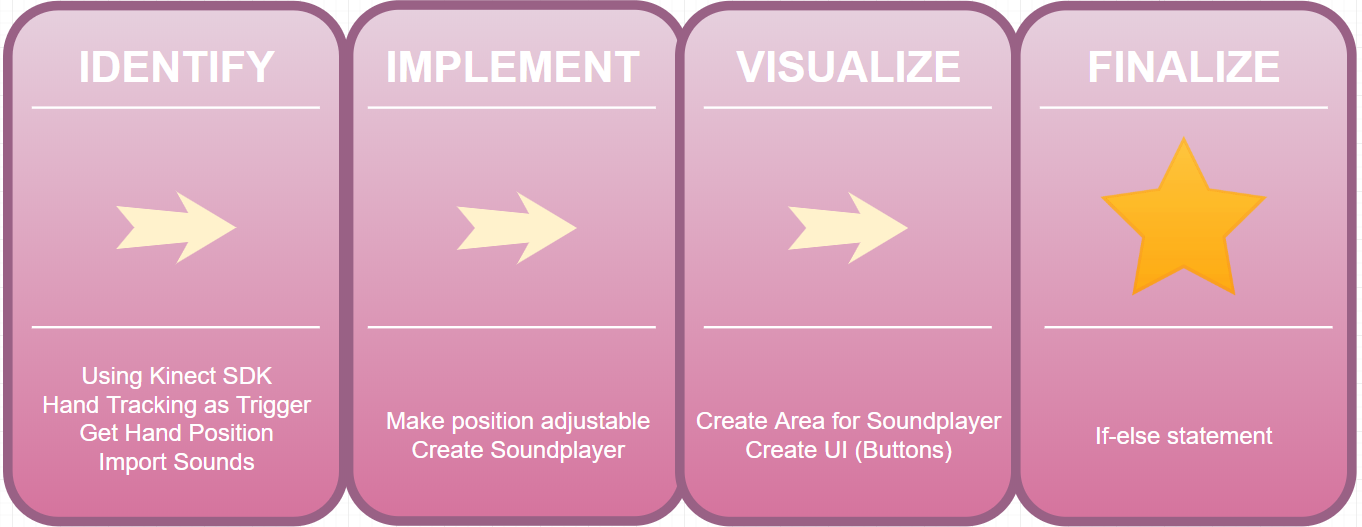 IDENTIFY
Using Kinect SDK
Hand Tracking as Trigger
Get Hand Position
Import Sounds
IMPLEMENT
Make position adjustable
Create Soundplayer
VISUALIZE
Create Area for Soundplayer
Create UI (Buttons)
FINALIZE
If-else statement